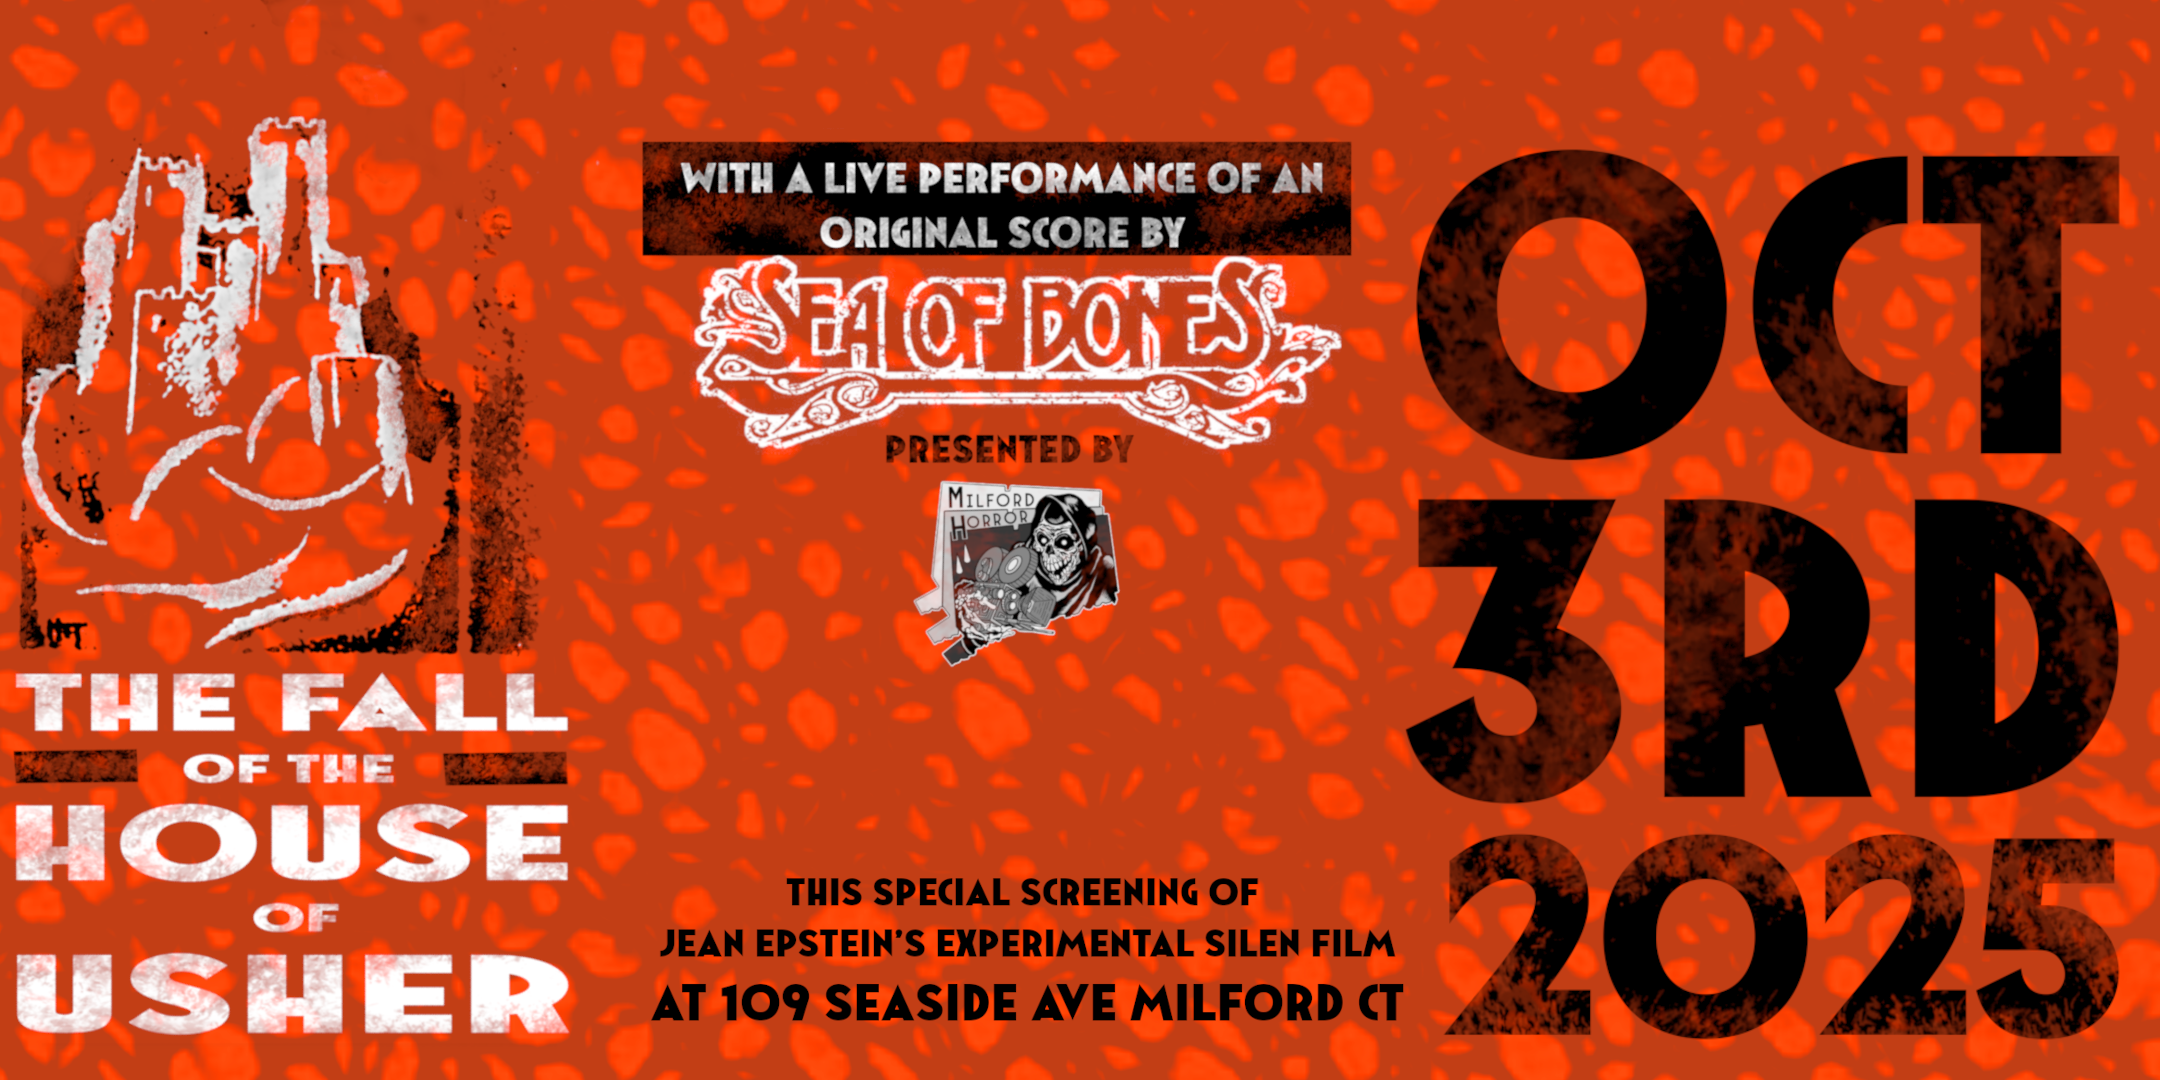 THE FALL
OF THE
HOUSE
OF
USHER
WITH A LIVE PERFORMANCE OF AN
ORIGINAL SCORE BY
SEA OF BONES
PRESENTED BY
MILFORD
HORROR
THIS SPECIAL SCREENING OF
JEAN EPSTEIN'S EXPERIMENTAL SILEN FILM
AT 109 SEASIDE AVE MILFORD CT
OCT
3RD
2025